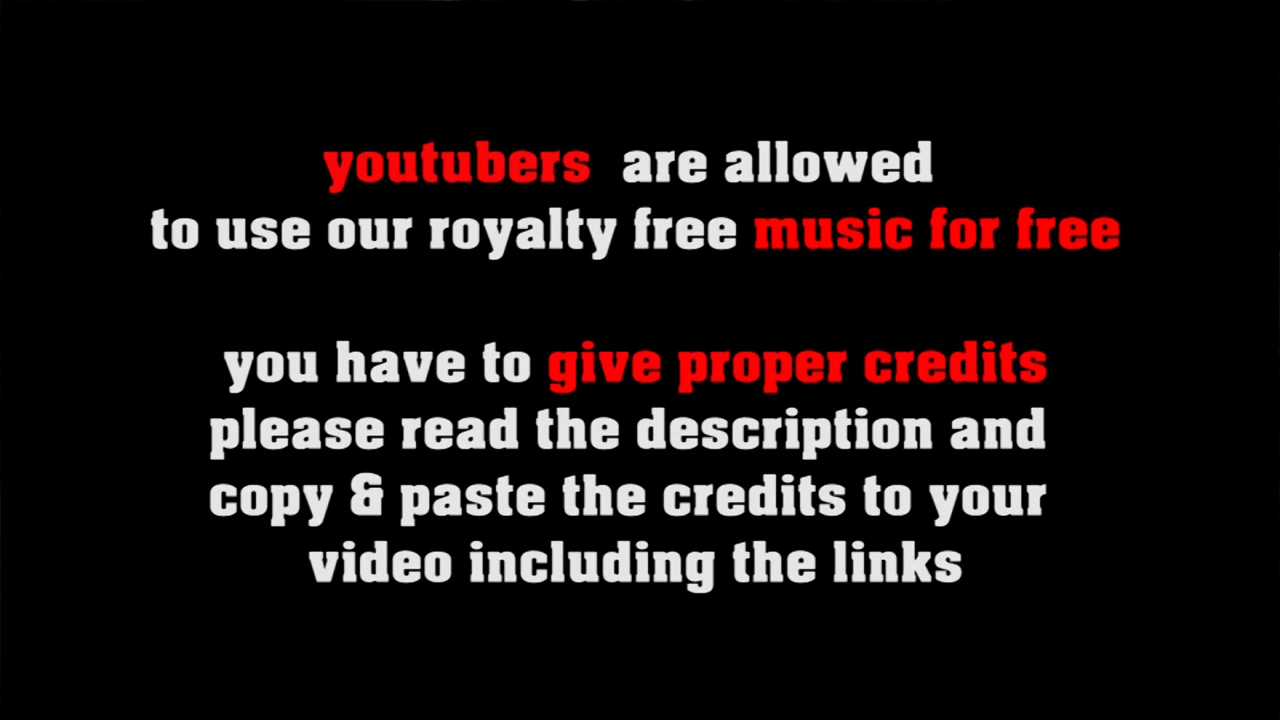 youtubers are allowed
to use our royalty free music for free
you have to give proper credits
please read the description and
copy & paste the credits to your
video including the links